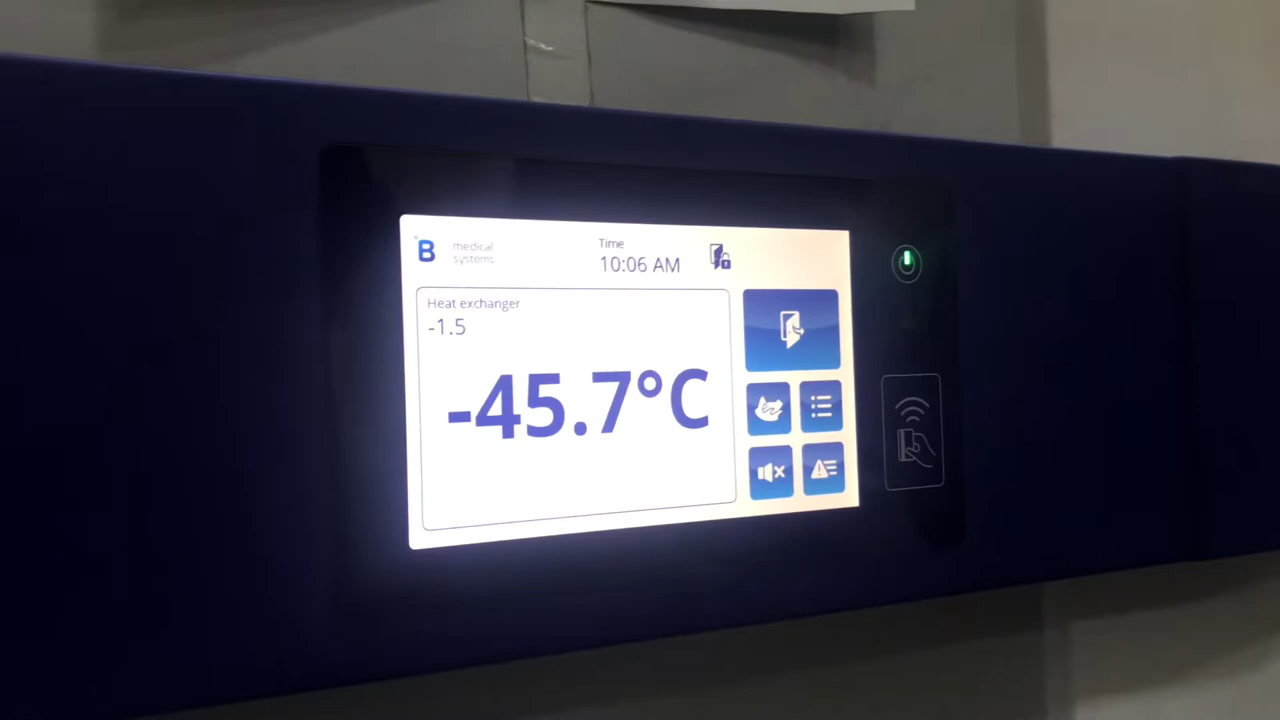 B medical
systems
Time
10:06 AM
Heat exchanger
-1.5
-45.7°C